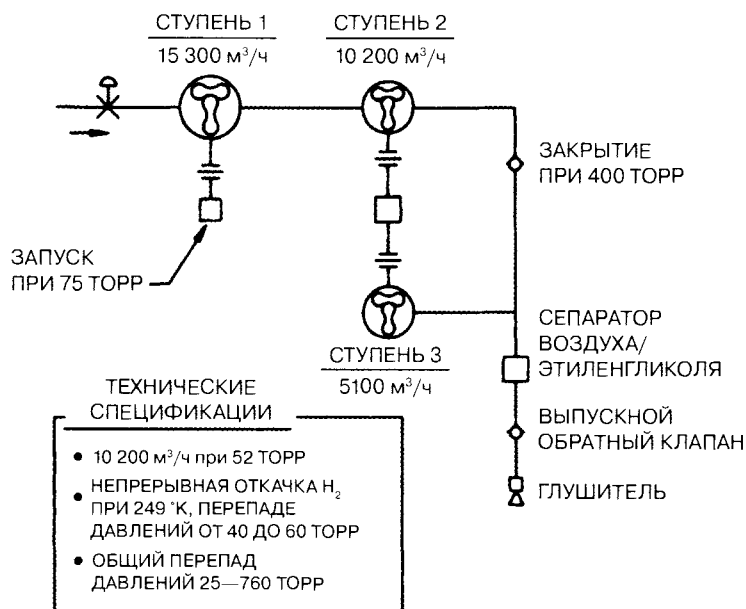 СТУПЕНЬ 1
15 300 м³/ч
СТУПЕНЬ 2
10 200 м³/ч
ЗАКРЫТИЕ
ПРИ 400 ТОРР
ЗАПУСК
ПРИ 75 ТОРР
СТУПЕНЬ 3
5100 м³/ч
СЕПАРАТОР
ВОЗДУХА/
ЭТИЛЕНГЛИКОЛЯ
ВЫПУСКНОЙ
ОБРАТНЫЙ КЛАПАН
ГЛУШИТЕЛЬ
ТЕХНИЧЕСКИЕ
СПЕЦИФИКАЦИИ
• 10 200 м³/ч при 52 ТОРР
• НЕПРЕРЫВНАЯ ОТКАЧКА H₂
ПРИ 249 °К, ПЕРЕПАДЕ
ДАВЛЕНИЙ ОТ 40 ДО 60 ТОРР
• ОБЩИЙ ПЕРЕПАД
ДАВЛЕНИЙ 25—760 ТОРР